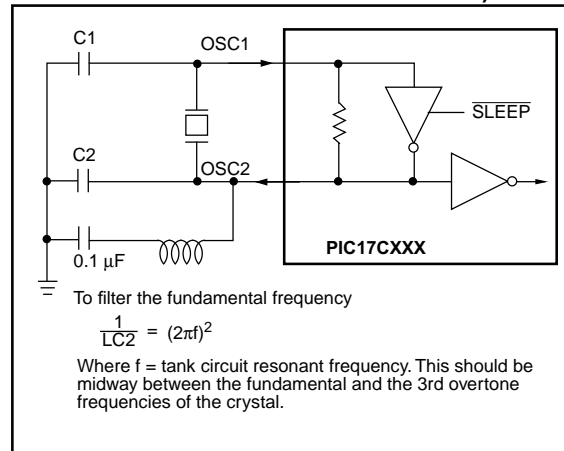 C1
OSC1
SLEEP
C2
OSC2
0.1 µF
PIC17CXXX
To filter the fundamental frequency
1
LC2 = (2πf)2
Where f = tank circuit resonant frequency. This should be
midway between the fundamental and the 3rd overtone
frequencies of the crystal.